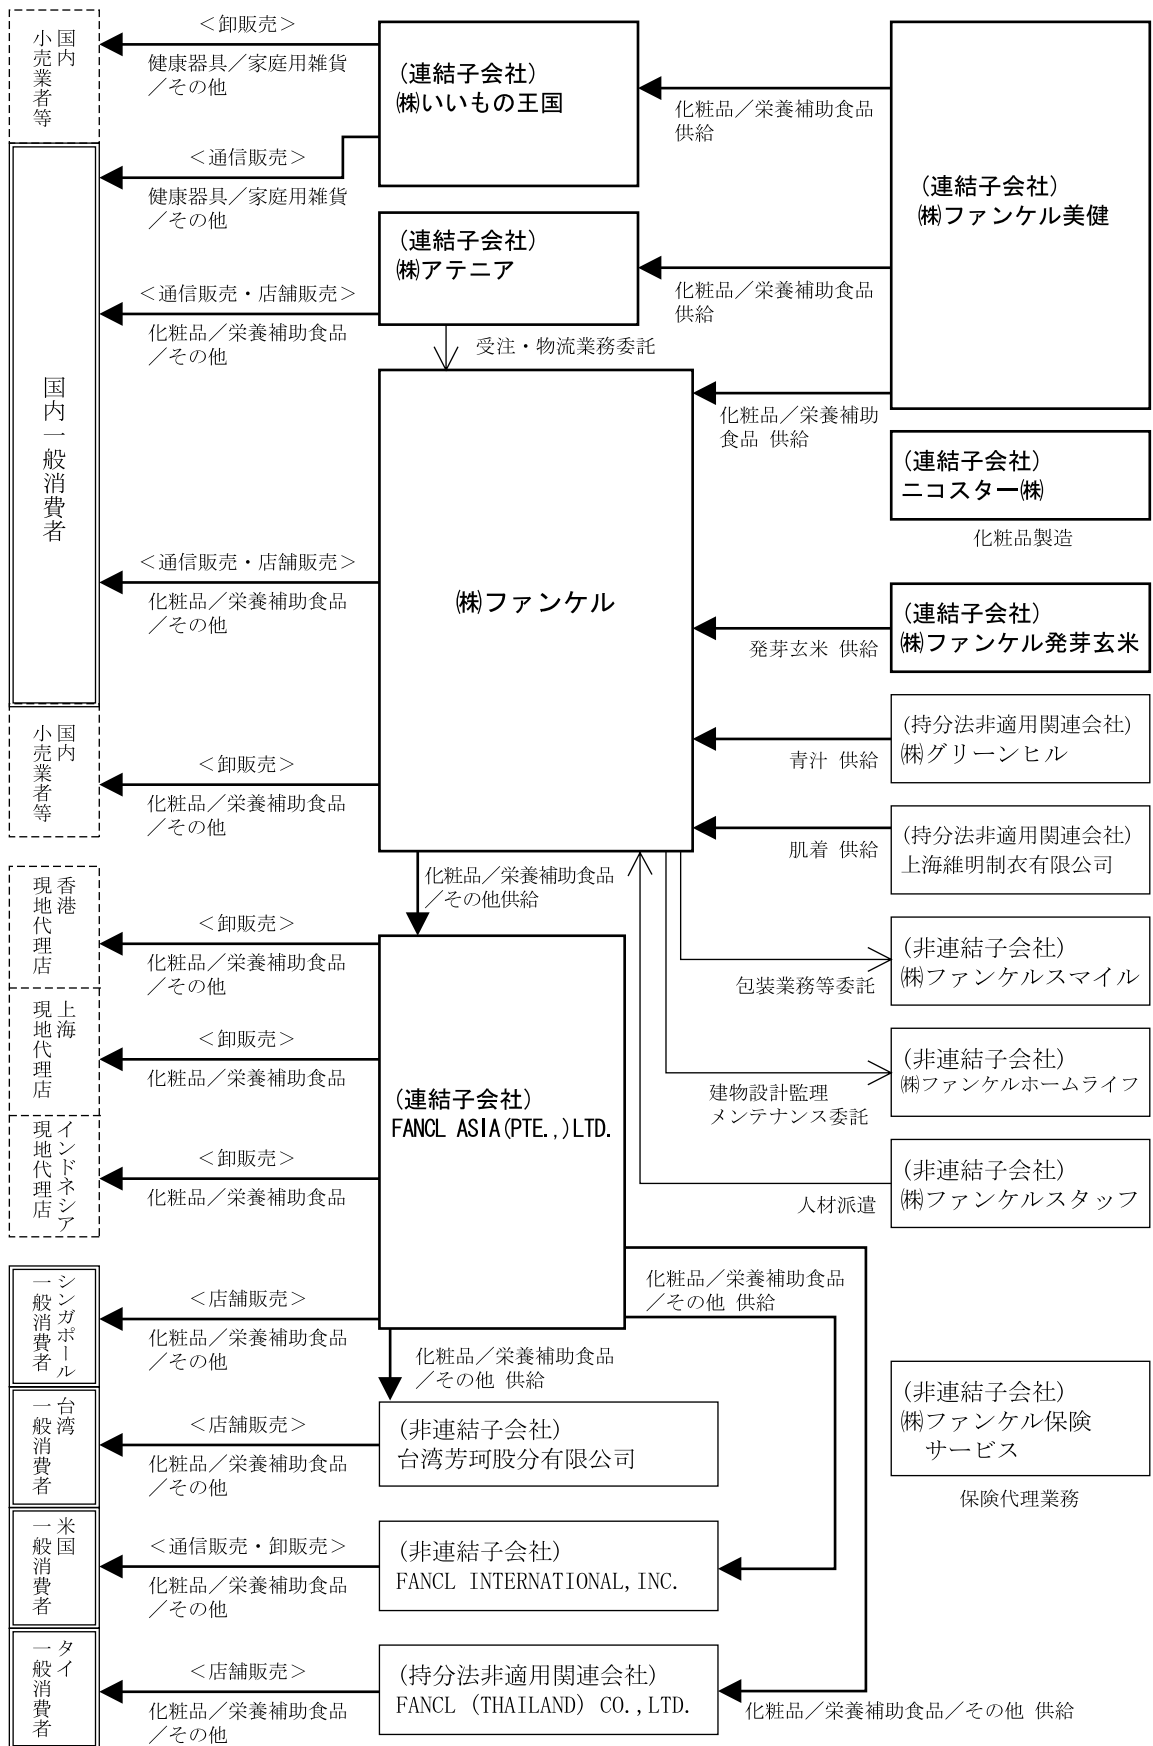 国内
小売業者等
＜卸販売＞
健康器具／家庭用雑貨
／その他
(連結子会社)
㈱いいもの王国
化粧品／栄養補助食品
供給
(連結子会社)
㈱ファンケル美健
＜通信販売＞
健康器具／家庭用雑貨
／その他
(連結子会社)
㈱アテニア
化粧品／栄養補助食品
供給
＜通信販売・店舗販売＞
化粧品／栄養補助食品
／その他
受注・物流業務委託
国内一般消費者
化粧品／栄養補助
食品 供給
(連結子会社)
ニコスター㈱
化粧品製造
＜通信販売・店舗販売＞
化粧品／栄養補助食品
／その他
㈱ファンケル
(連結子会社)
㈱ファンケル発芽玄米
発芽玄米 供給
(持分法非適用関連会社)
㈱グリーンヒル
青汁 供給
国内
小売業者等
＜卸販売＞
化粧品／栄養補助食品
／その他
(持分法非適用関連会社)
上海維明制衣有限公司
肌着 供給
化粧品／栄養補助食品
／その他供給
香港
現地代理店
＜卸販売＞
化粧品／栄養補助食品
／その他
(非連結子会社)
㈱ファンケルスマイル
包装業務等委託
上海
現地代理店
＜卸販売＞
化粧品／栄養補助食品
(連結子会社)
FANCL ASIA(PTE.,)LTD.
(非連結子会社)
㈱ファンケルホームライフ
建物設計監理
メンテナンス委託
インドネシア
現地代理店
＜卸販売＞
化粧品／栄養補助食品
(非連結子会社)
㈱ファンケルスタッフ
人材派遣
シンガポール
一般消費者
＜店舗販売＞
化粧品／栄養補助食品
／その他
化粧品／栄養補助食品
／その他 供給
化粧品／栄養補助食品
／その他 供給
台湾
一般消費者
＜店舗販売＞
化粧品／栄養補助食品
／その他
(非連結子会社)
台湾芳珂股分有限公司
(非連結子会社)
㈱ファンケル保険
サービス
保険代理業務
米国
一般消費者
＜通信販売・卸販売＞
化粧品／栄養補助食品
／その他
(非連結子会社)
FANCL INTERNATIONAL,INC.
タイ
一般消費者
＜店舗販売＞
化粧品／栄養補助食品
／その他
(持分法非適用関連会社)
FANCL (THAILAND) CO.,LTD.
化粧品／栄養補助食品／その他 供給